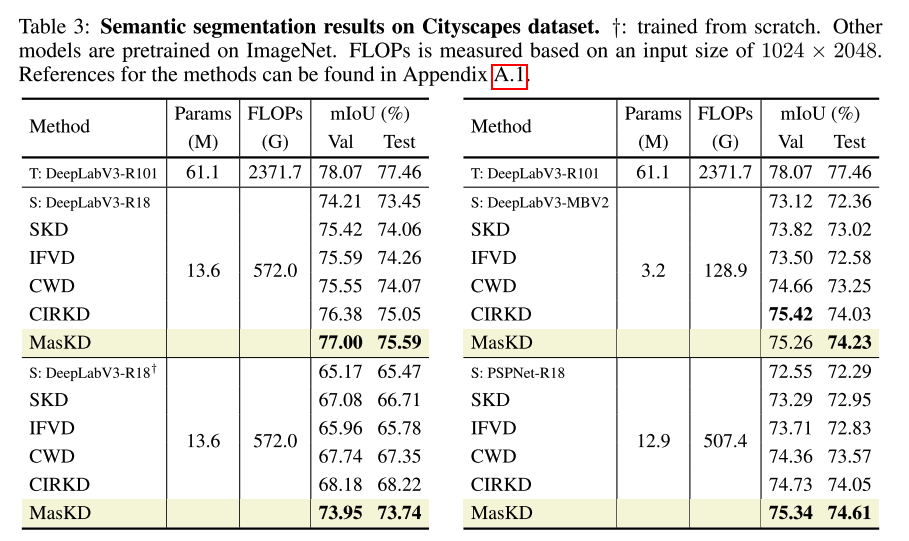 Table 3: Semantic segmentation results on Cityscapes dataset. †: trained from scratch. Other
models are pretrained on ImageNet. FLOPs is measured based on an input size of 1024 × 2048.
References for the methods can be found in Appendix A.1.
Method Params (M) FLOPs (G) mIoU (%) Val Test
T: DeepLabV3-R101 61.1 2371.7 78.07 77.46
S: DeepLabV3-R18 13.6 572.0 74.21 73.45
SKD 75.42 74.06
IFVD 75.59 74.26
CWD 75.55 74.07
CIRKD 76.38 75.05
MasKD 77.00 75.59
S: DeepLabV3-R18† 13.6 572.0 65.17 65.47
SKD 67.08 66.71
IFVD 65.96 65.78
CWD 67.74 67.35
CIRKD 68.18 68.22
MasKD 73.95 73.74
Method Params (M) FLOPs (G) mIoU (%) Val Test
T: DeepLabV3-R101 61.1 2371.7 78.07 77.46
S: DeepLabV3-MBV2 3.2 128.9 73.12 72.36
SKD 73.82 73.02
IFVD 73.50 72.58
CWD 74.66 73.25
CIRKD 75.42 74.03
MasKD 75.26 74.23
S: PSPNet-R18 12.9 507.4 72.55 72.29
SKD 73.29 72.95
IFVD 73.71 72.83
CWD 74.36 73.57
CIRKD 74.73 74.05
MasKD 75.34 74.61